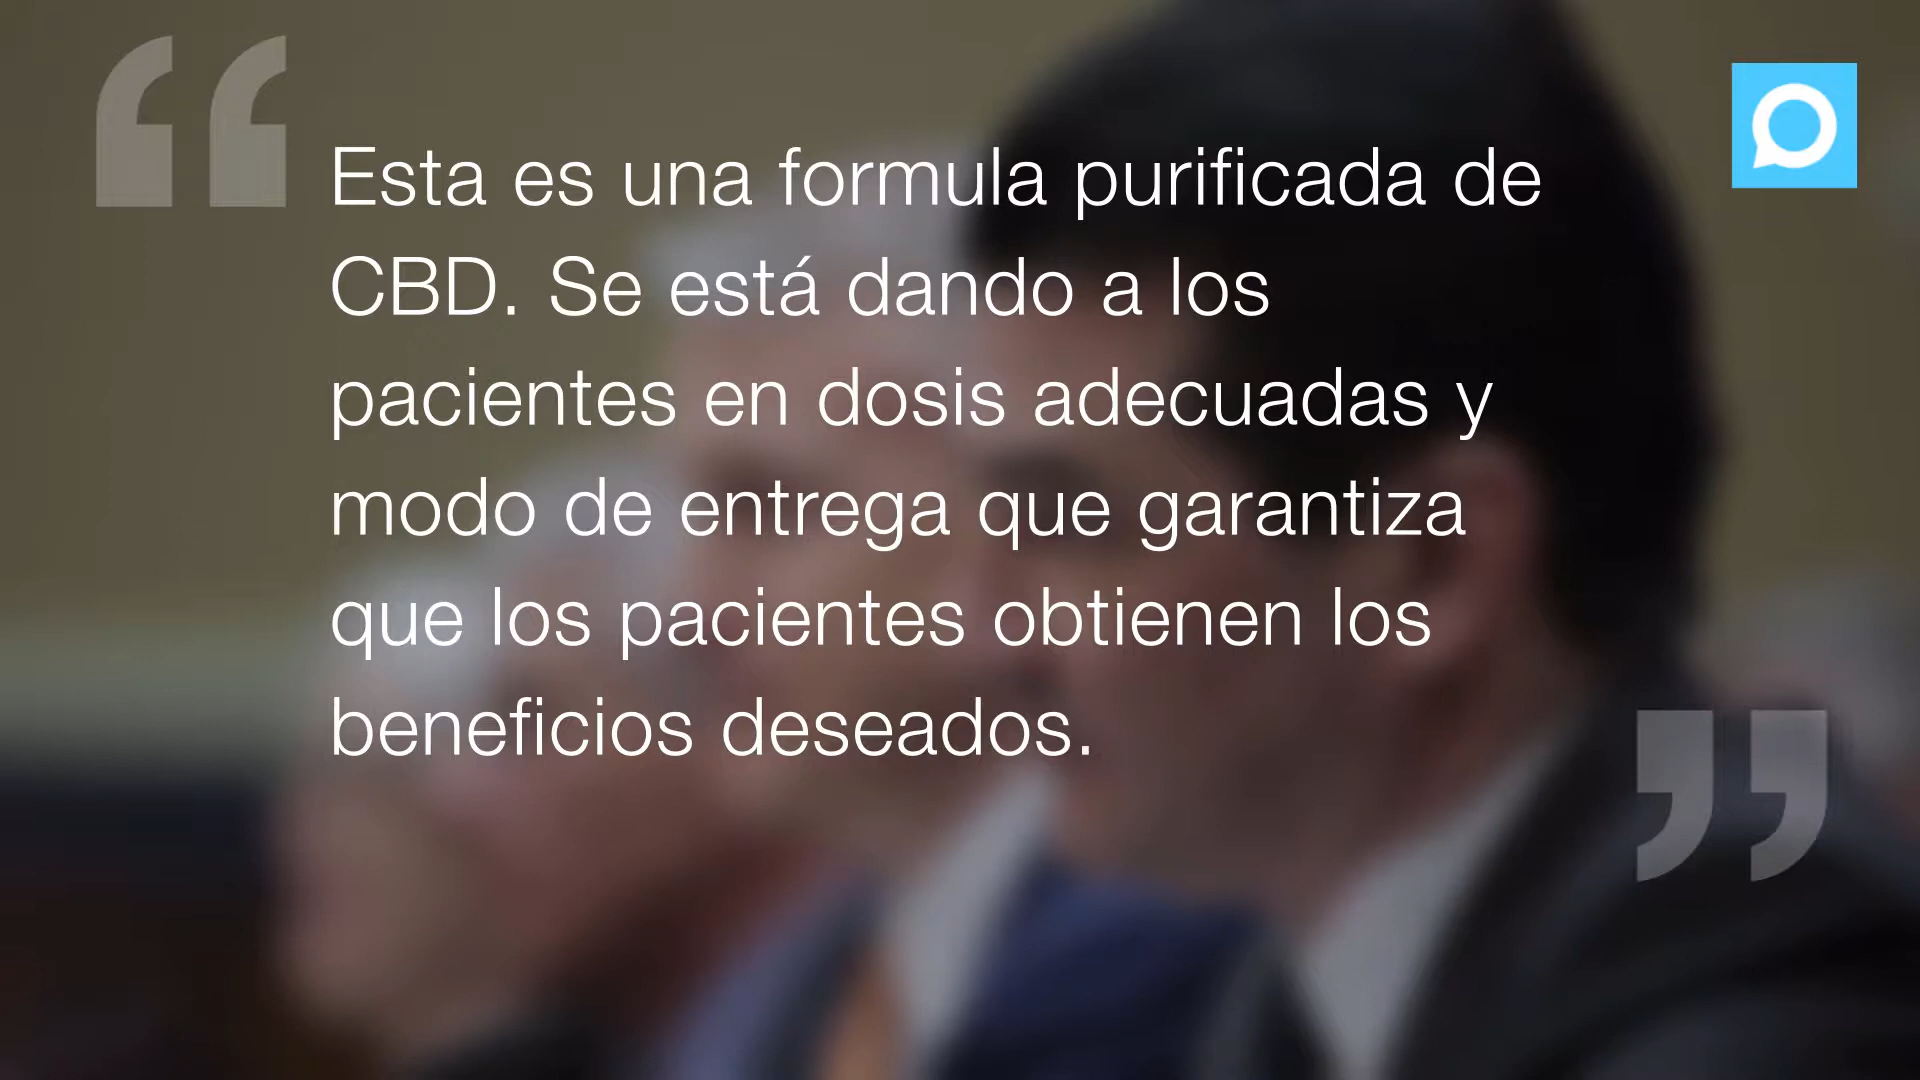 Esta es una formula purificada de
CBD. Se está dando a los
pacientes en dosis adecuadas y
modo de entrega que garantiza
que los pacientes obtienen los
beneficios deseados.